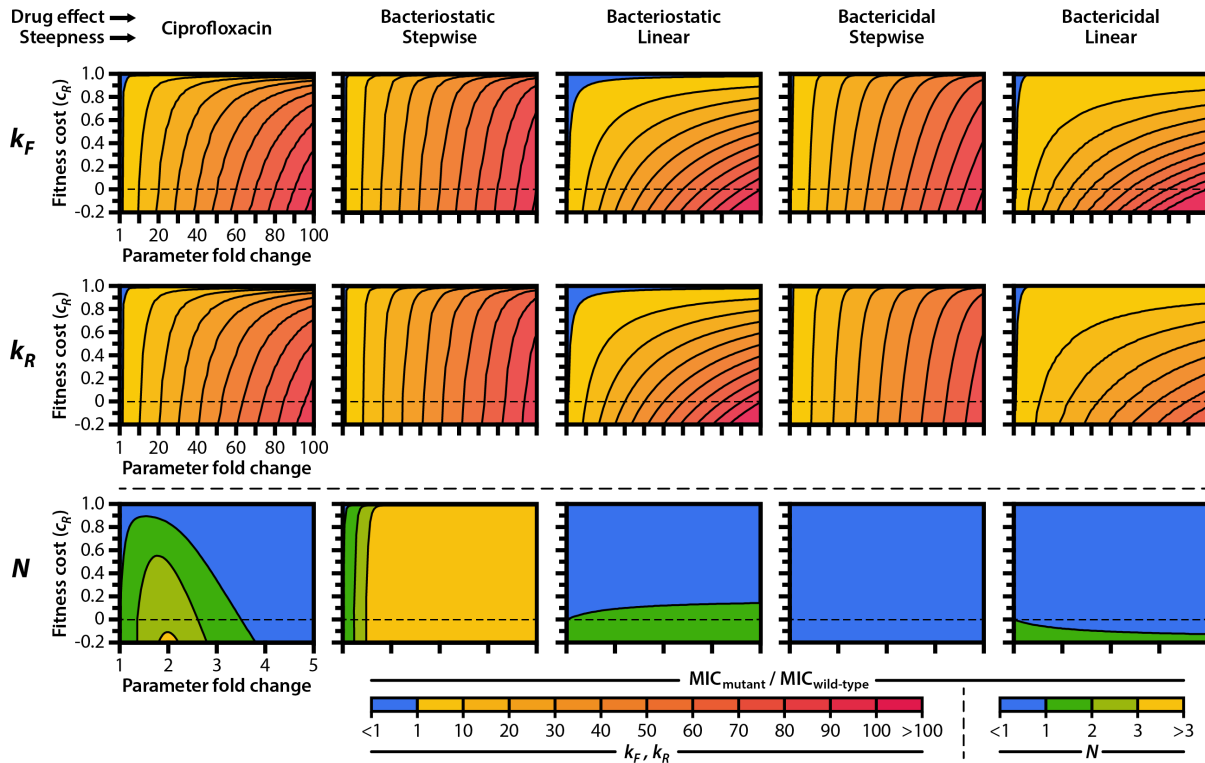 Drug effect
Steepness
Ciprofloxacin
Bacteriostatic
Stepwise
Bacteriostatic
Linear
Bactericidal
Stepwise
Bactericidal
Linear
k_F
Fitness cost (c_R)
1.0
0.8
0.6
0.4
0.2
0
-0.2
1 20 40 60 80 100
Parameter fold change
k_R
Fitness cost (c_R)
1.0
0.8
0.6
0.4
0.2
0
-0.2
1 20 40 60 80 100
Parameter fold change
N
Fitness cost (c_R)
1.0
0.8
0.6
0.4
0.2
0
-0.2
1 2 3 4 5
Parameter fold change
MIC_mutant / MIC_wild-type
<1 1 10 20 30 40 50 60 70 80 90 100 >100
k_F, k_R
<1 1 2 3 >3
N